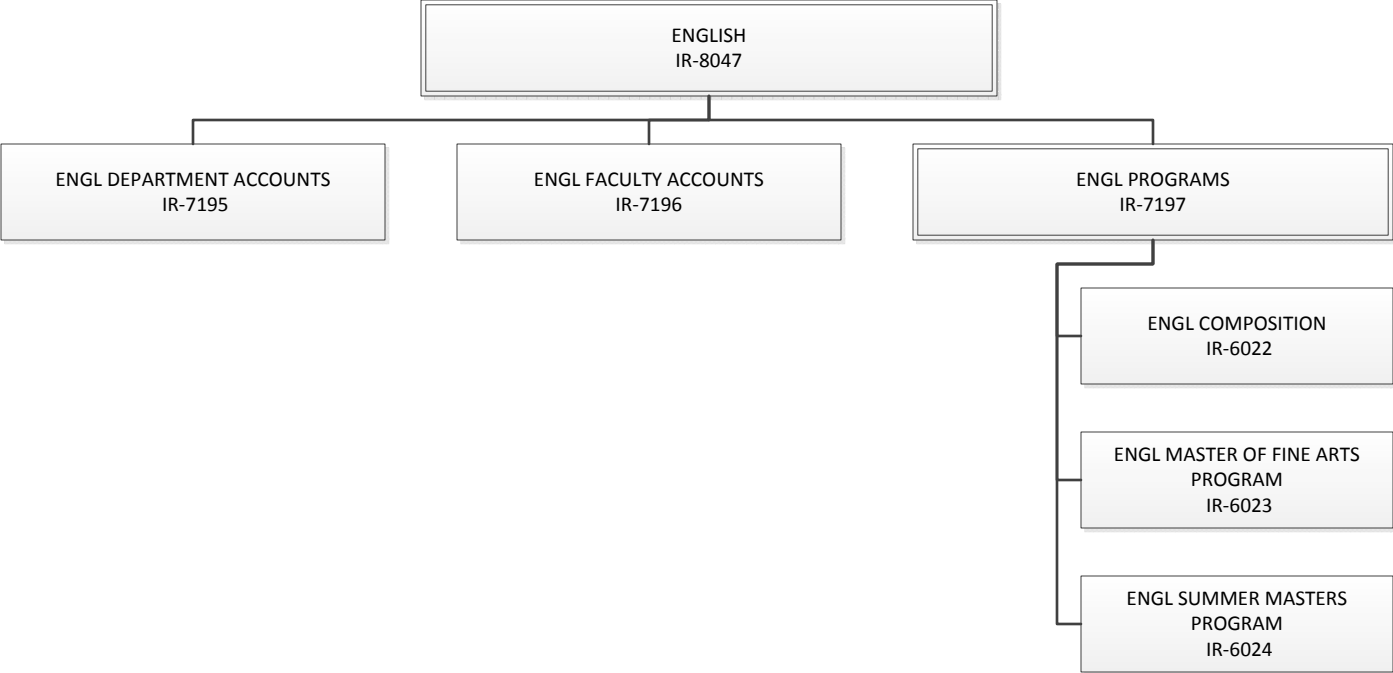 ENGLISH
IR-8047
ENGL DEPARTMENT ACCOUNTS
IR-7195
ENGL FACULTY ACCOUNTS
IR-7196
ENGL PROGRAMS
IR-7197
ENGL COMPOSITION
IR-6022
ENGL MASTER OF FINE ARTS
PROGRAM
IR-6023
ENGL SUMMER MASTERS
PROGRAM
IR-6024